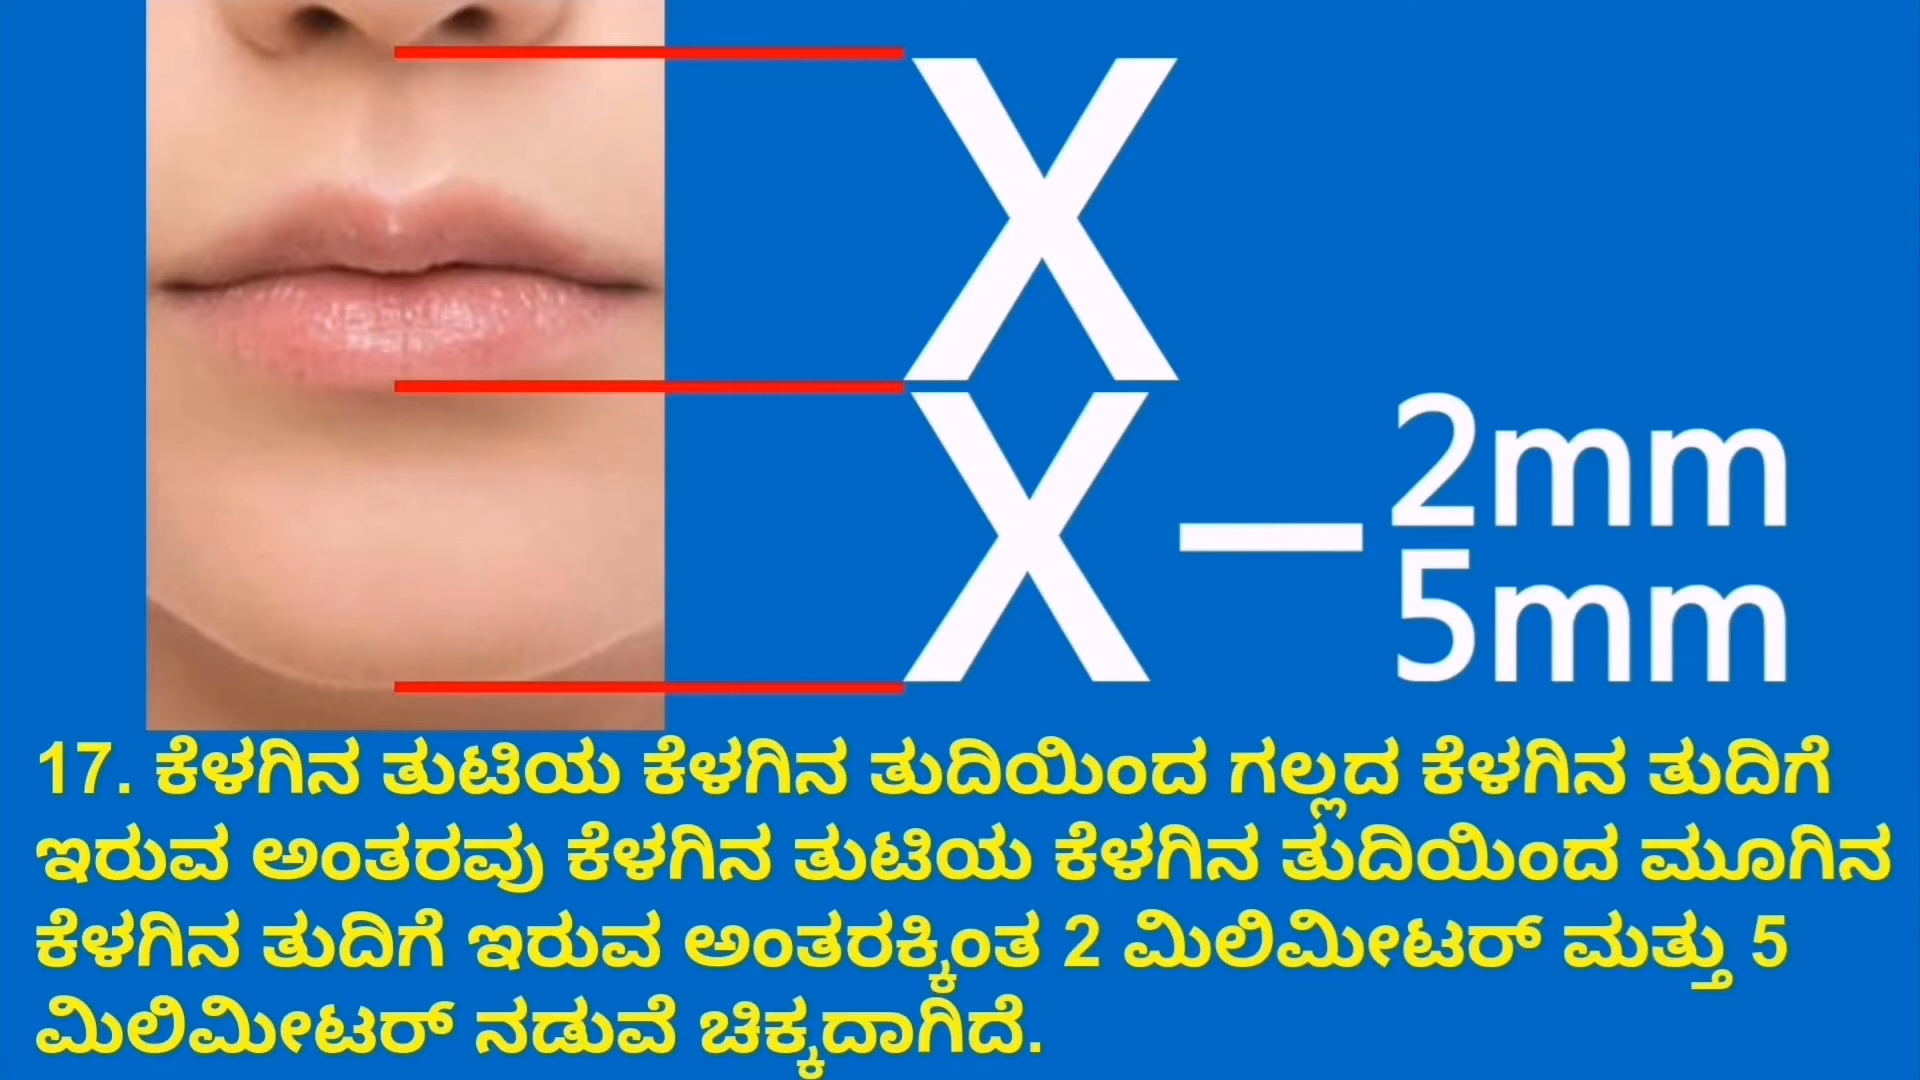 X
X — 2mm
5mm
17. ಕೆಳಗಿನ ತುಟಿಯ ಕೆಳಗಿನ ತುದಿಯಿಂದ ಗಲ್ಲದ ಕೆಳಗಿನ ತುದಿಗೆ
ಇರುವ ಅಂತರವು ಕೆಳಗಿನ ತುಟಿಯ ಕೆಳಗಿನ ತುದಿಯಿಂದ ಮೂಗಿನ
ಕೆಳಗಿನ ತುದಿಗೆ ಇರುವ ಅಂತರಕ್ಕಿಂತ 2 ಮಿಲಿಮೀಟರ್ ಮತ್ತು 5
ಮಿಲಿಮೀಟರ್ ನಡುವೆ ಚಿಕ್ಕದಾಗಿದೆ.